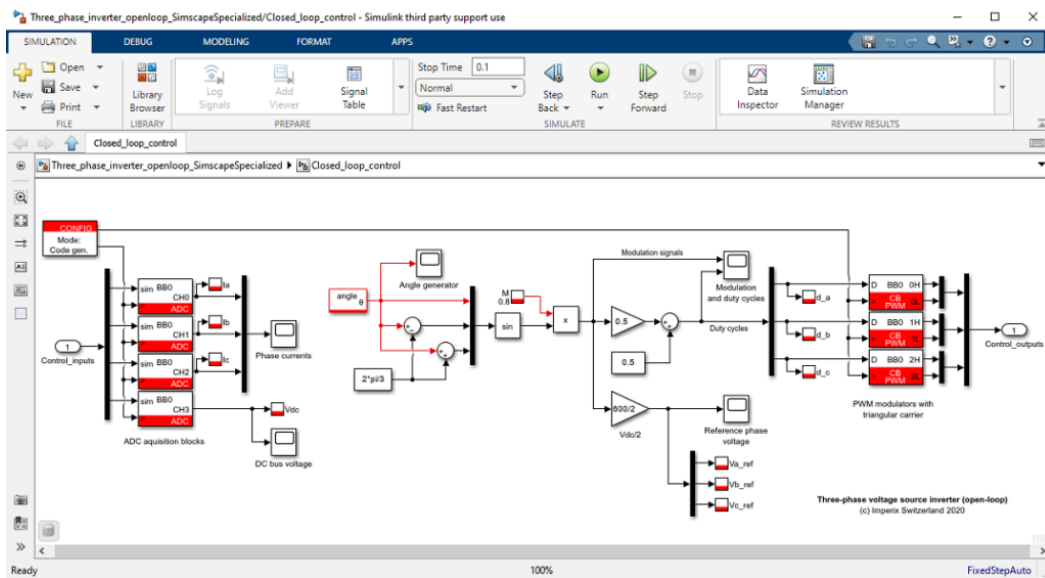 Three_phase_inverter_openloop_SimscapeSpecialized/Closed_loop_control - Simulink third party support use
SIMULATION DEBUG MODELING FORMAT APPS
New
Open
Save
Print
FILE
Library Browser
LIBRARY
Log Signals
Add Viewer
Signal Table
PREPARE
Stop Time 0.1
Normal
Fast Restart
Step Back
Run
Step Forward
Stop
SIMULATE
Data Inspector
Simulation Manager
REVIEW RESULTS
Closed_loop_control
Three_phase_inverter_openloop_SimscapeSpecialized Closed_loop_control
CONFIG
Mode:
Code gen.
1
Control_inputs
sim BB0
CH0
ADC
sim BB0
CH1
ADC
sim BB0
CH2
ADC
sim BB0
CH3
ADC
ADC aquisition blocks
Ia
Ib
Ic
Phase currents
Vdc
DC bus voltage
angle
θ
Angle generator
2*pi/3
sin
M
0.8
x
Modulation signals
0.5
0.5
Modulation
and duty cycles
Duty cycles
600/2
Vdc/2
Reference phase
voltage
Va_ref
Vb_ref
Vc_ref
d_a
d_b
d_c
D BB0 0H
CB
PWM 0L
D BB0 1H
CB
PWM 1L
D BB0 2H
CB
PWM 2L
PWM modulators with
triangular carrier
1
Control_outputs
Three-phase voltage source inverter (open-loop)
(c) Imperix Switzerland 2020
Ready 100% FixedStepAuto